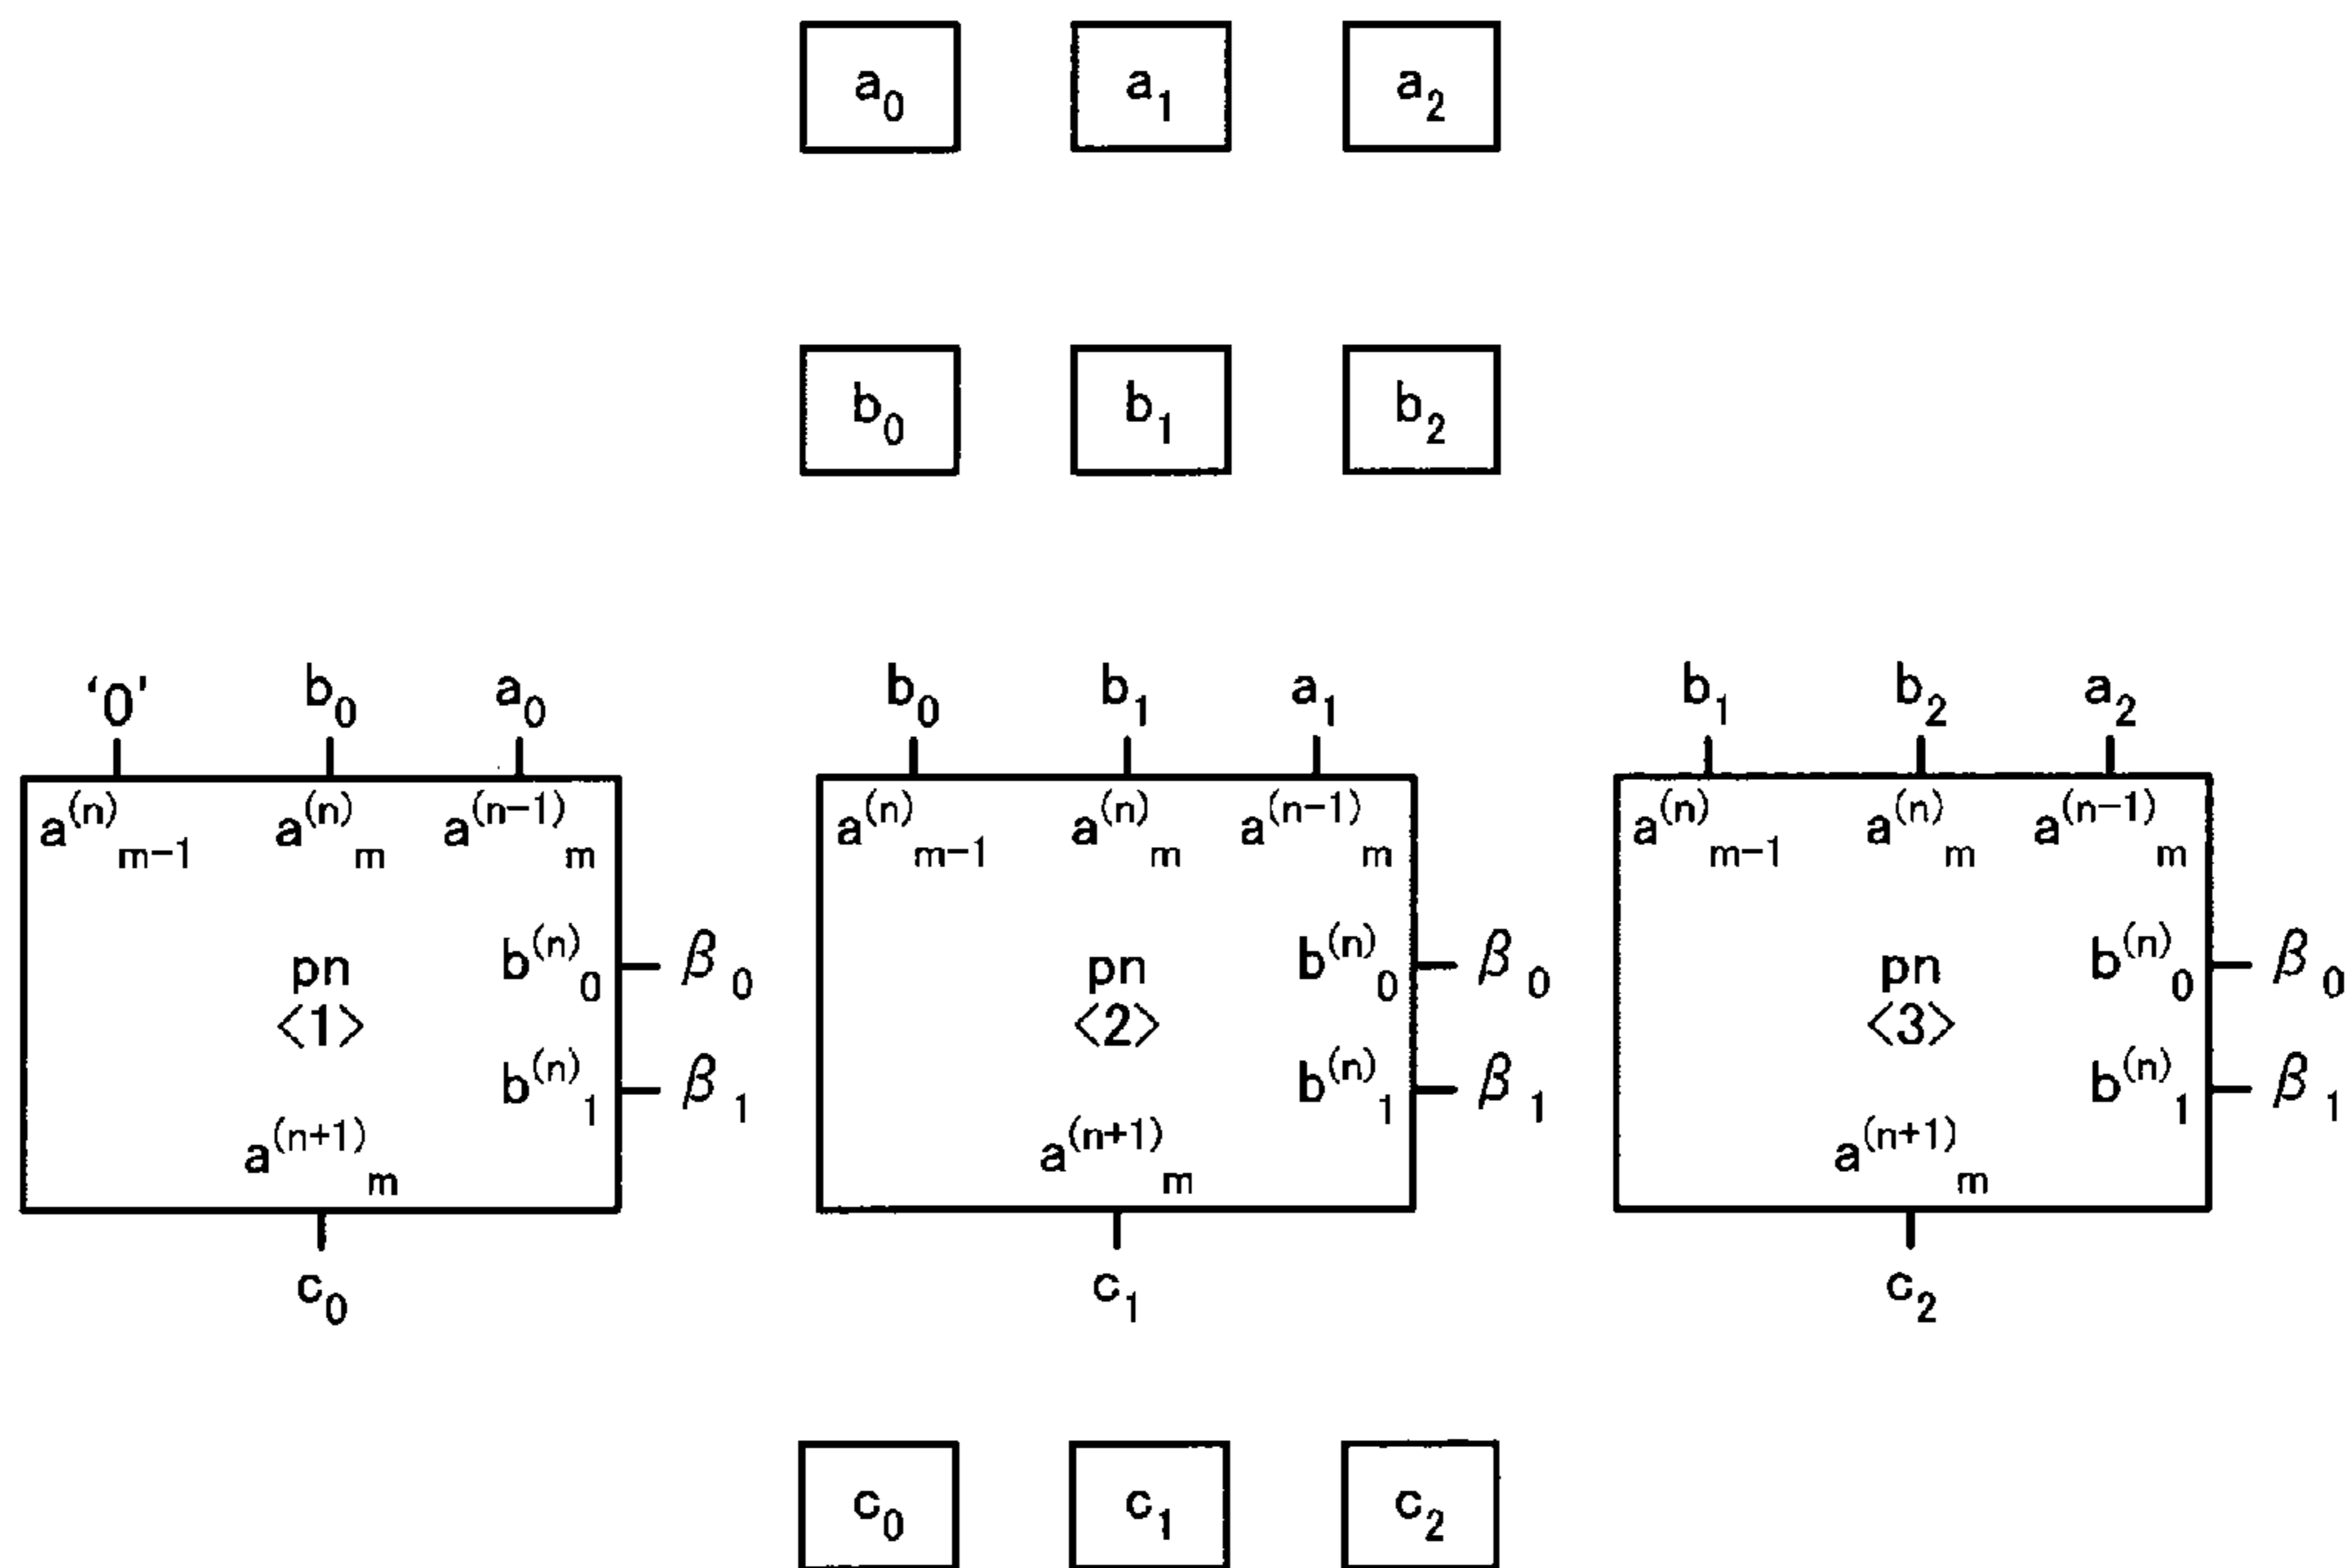 a₀ a₁ a₂
b₀ b₁ b₂
‘0’ b₀ a₀ b₀ b₁ a₁ b₁ b₂ a₂
a⁽ⁿ⁾ₘ₋₁ a⁽ⁿ⁾ₘ a⁽ⁿ⁻¹⁾ₘ a⁽ⁿ⁾ₘ₋₁ a⁽ⁿ⁾ₘ a⁽ⁿ⁻¹⁾ₘ a⁽ⁿ⁾ₘ₋₁ a⁽ⁿ⁾ₘ a⁽ⁿ⁻¹⁾ₘ
pn b⁽ⁿ⁾₀ β₀ pn b⁽ⁿ⁾₀ β₀ pn b⁽ⁿ⁾₀ β₀
<1> <2> <3>
b⁽ⁿ⁾₁ β₁ b⁽ⁿ⁾₁ β₁ b⁽ⁿ⁾₁ β₁
a⁽ⁿ⁺¹⁾ₘ a⁽ⁿ⁺¹⁾ₘ a⁽ⁿ⁺¹⁾ₘ
c₀ c₁ c₂
c₀ c₁ c₂